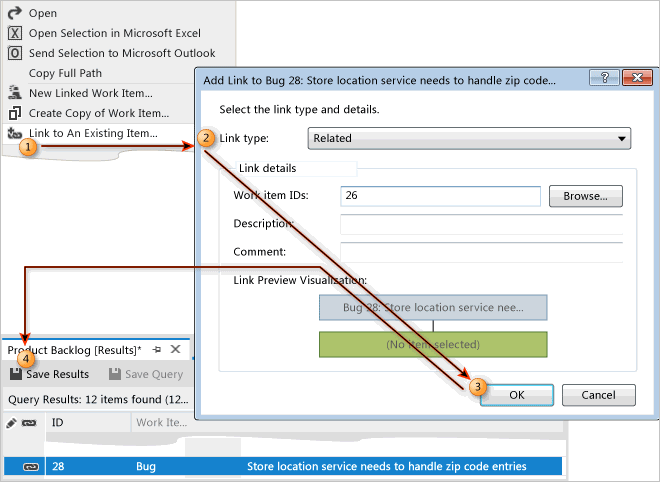 Open
Open Selection in Microsoft Excel
Send Selection to Microsoft Outlook
Copy Full Path
New Linked Work Item...
Create Copy of Work Item...
Link to An Existing Item...
1
Add Link to Bug 28: Store location service needs to handle zip code...
?
Select the link type and details.
2
Link type:
Related
Link details
Work item IDs:
26
Browse...
Description:
Comment:
Link Preview Visualization:
Bug 28: Store location service nee...
(No item selected)
3
OK
Cancel
Product Backlog [Results]*
4
Save Results
Save Query
Query Results: 12 items found (12...
ID
Work Ite...
28
Bug
Store location service needs to handle zip code entries